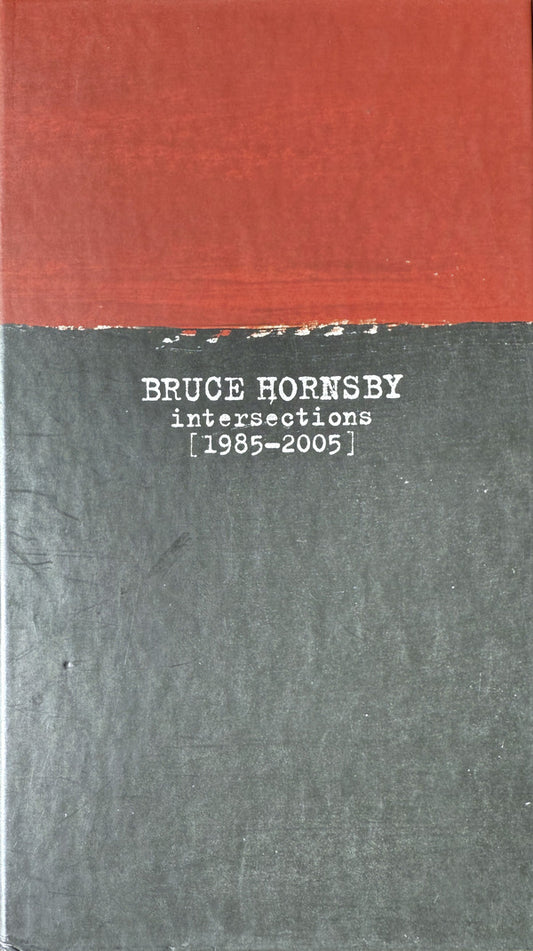 BRUCE HORNSBY
intersections
[1985-2005]